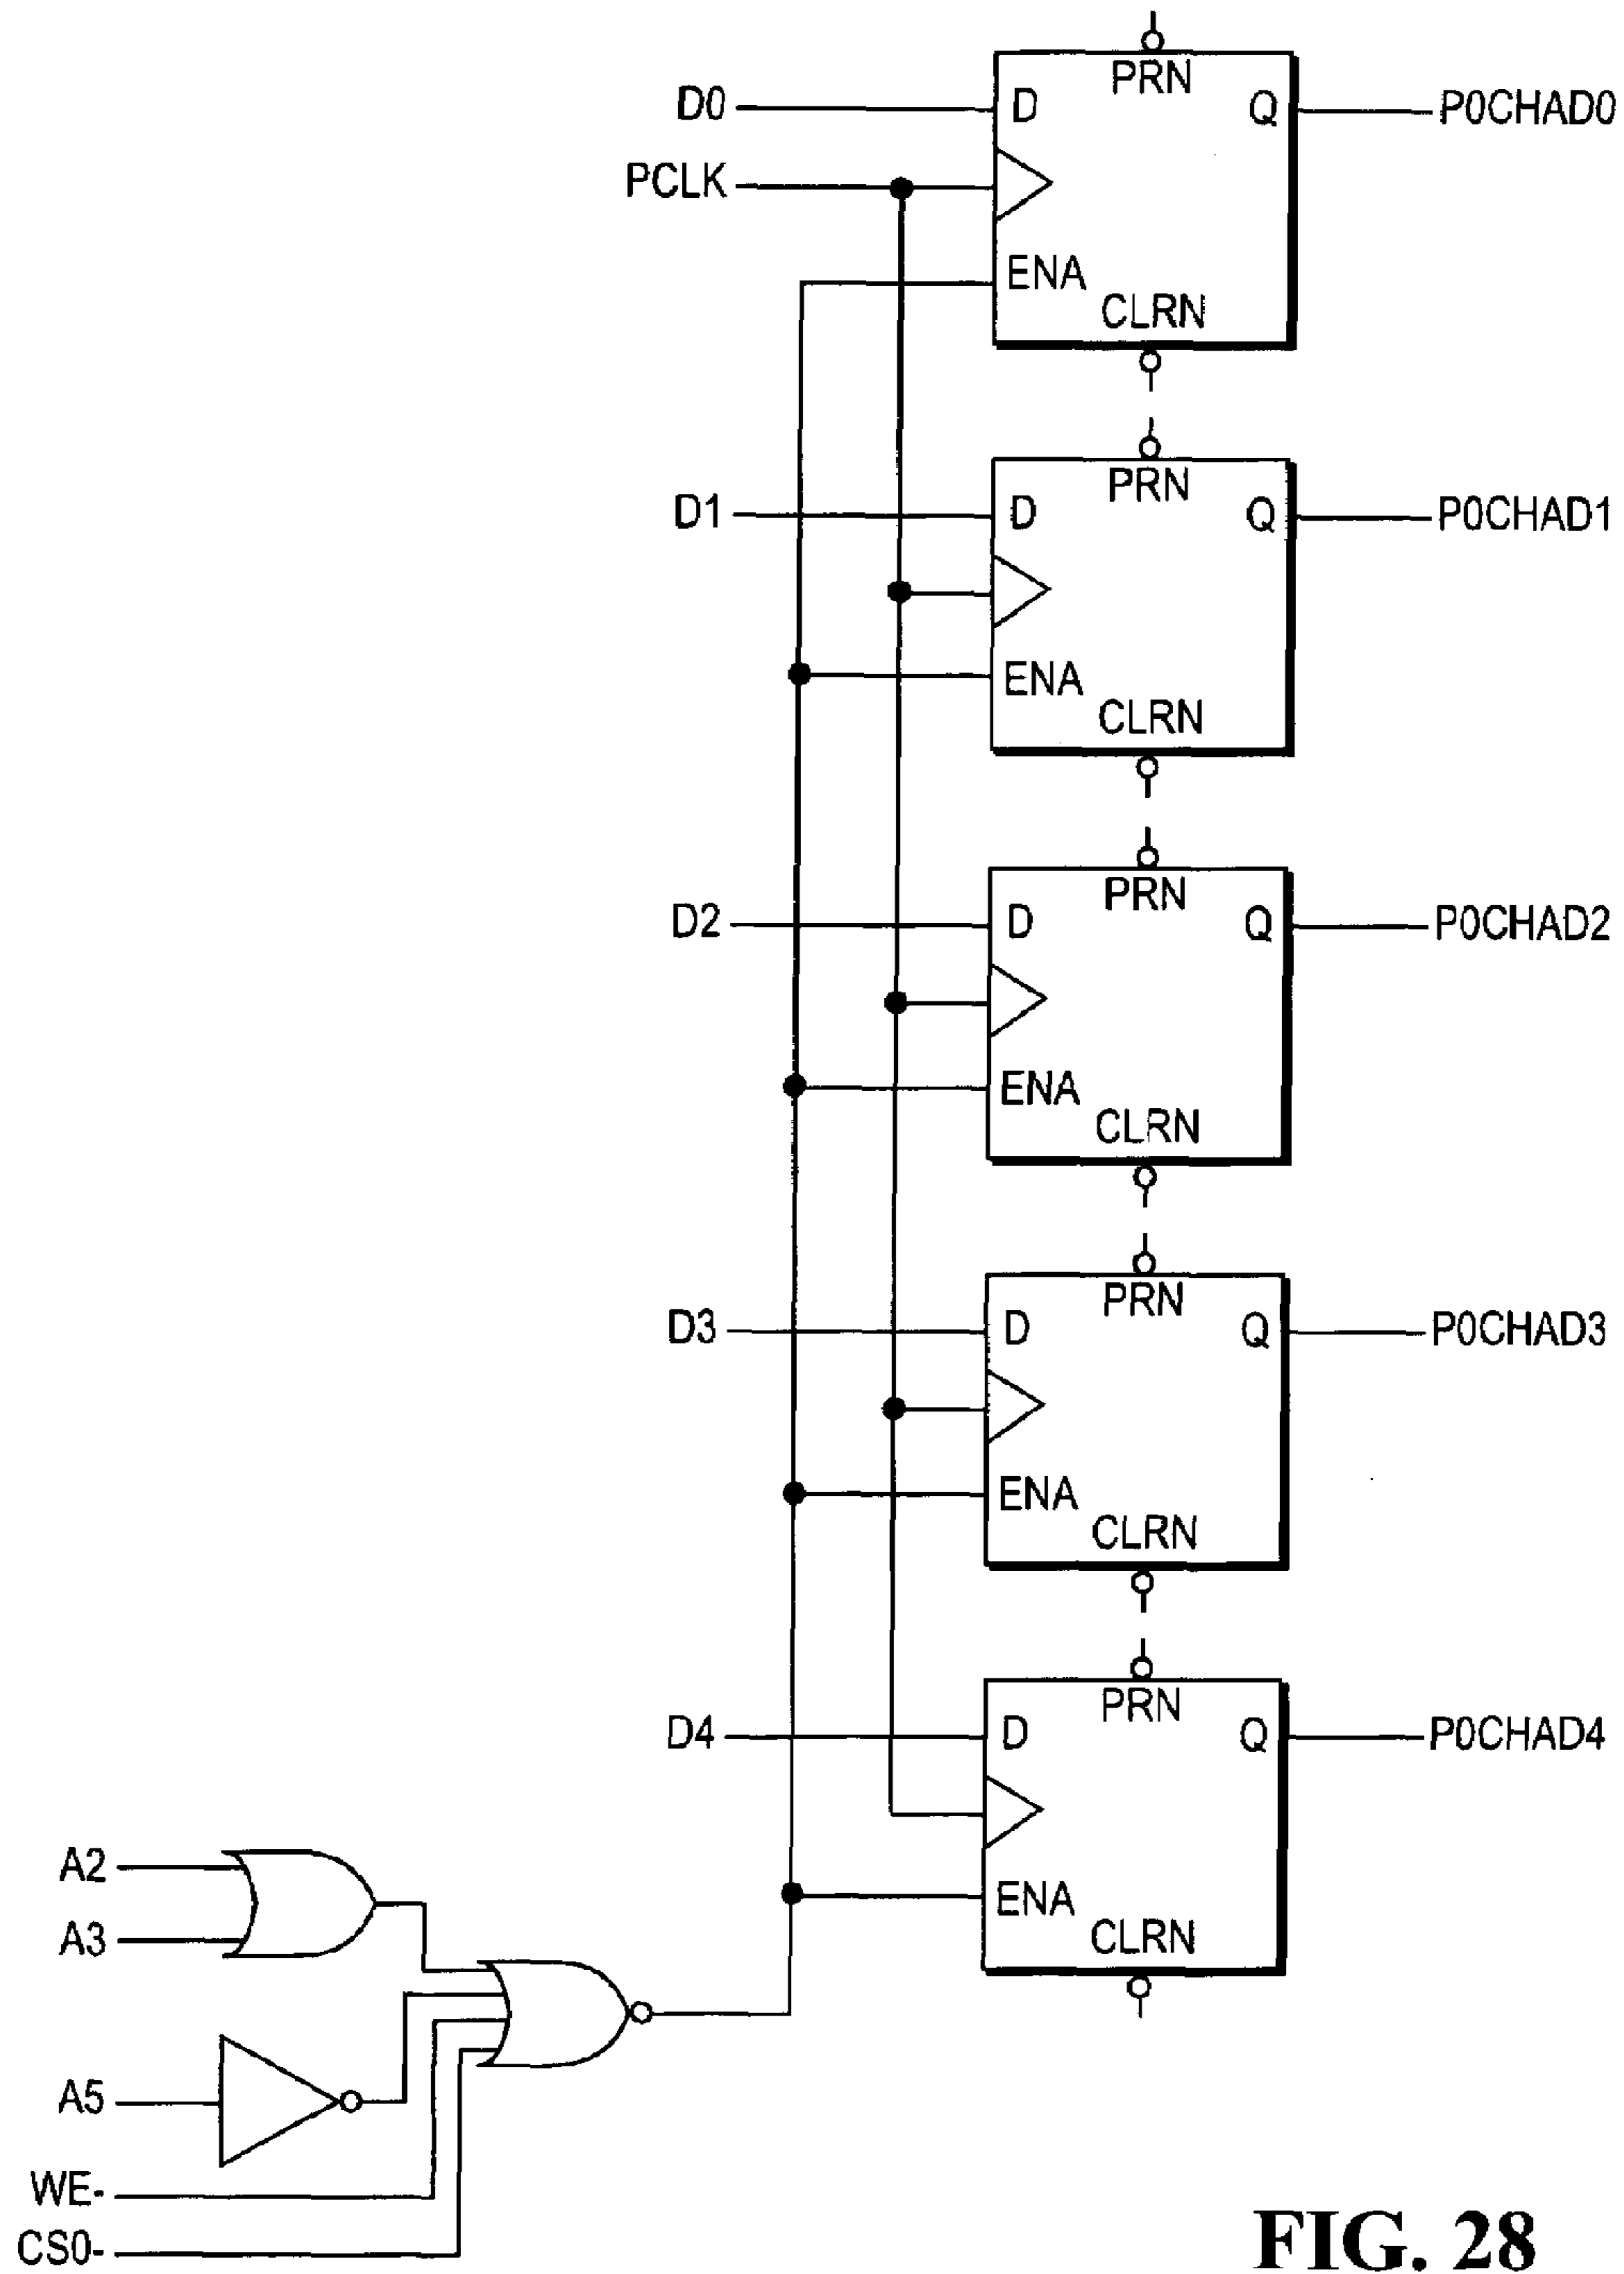 PRN
D0 D Q P0CHAD0
PCLK
ENA
CLRN
PRN
D1 D Q P0CHAD1
ENA
CLRN
PRN
D2 D Q P0CHAD2
ENA
CLRN
PRN
D3 D Q P0CHAD3
ENA
CLRN
PRN
D4 D Q P0CHAD4
A2
ENA
A3
CLRN
A5
WE-
CS0-
FIG. 28